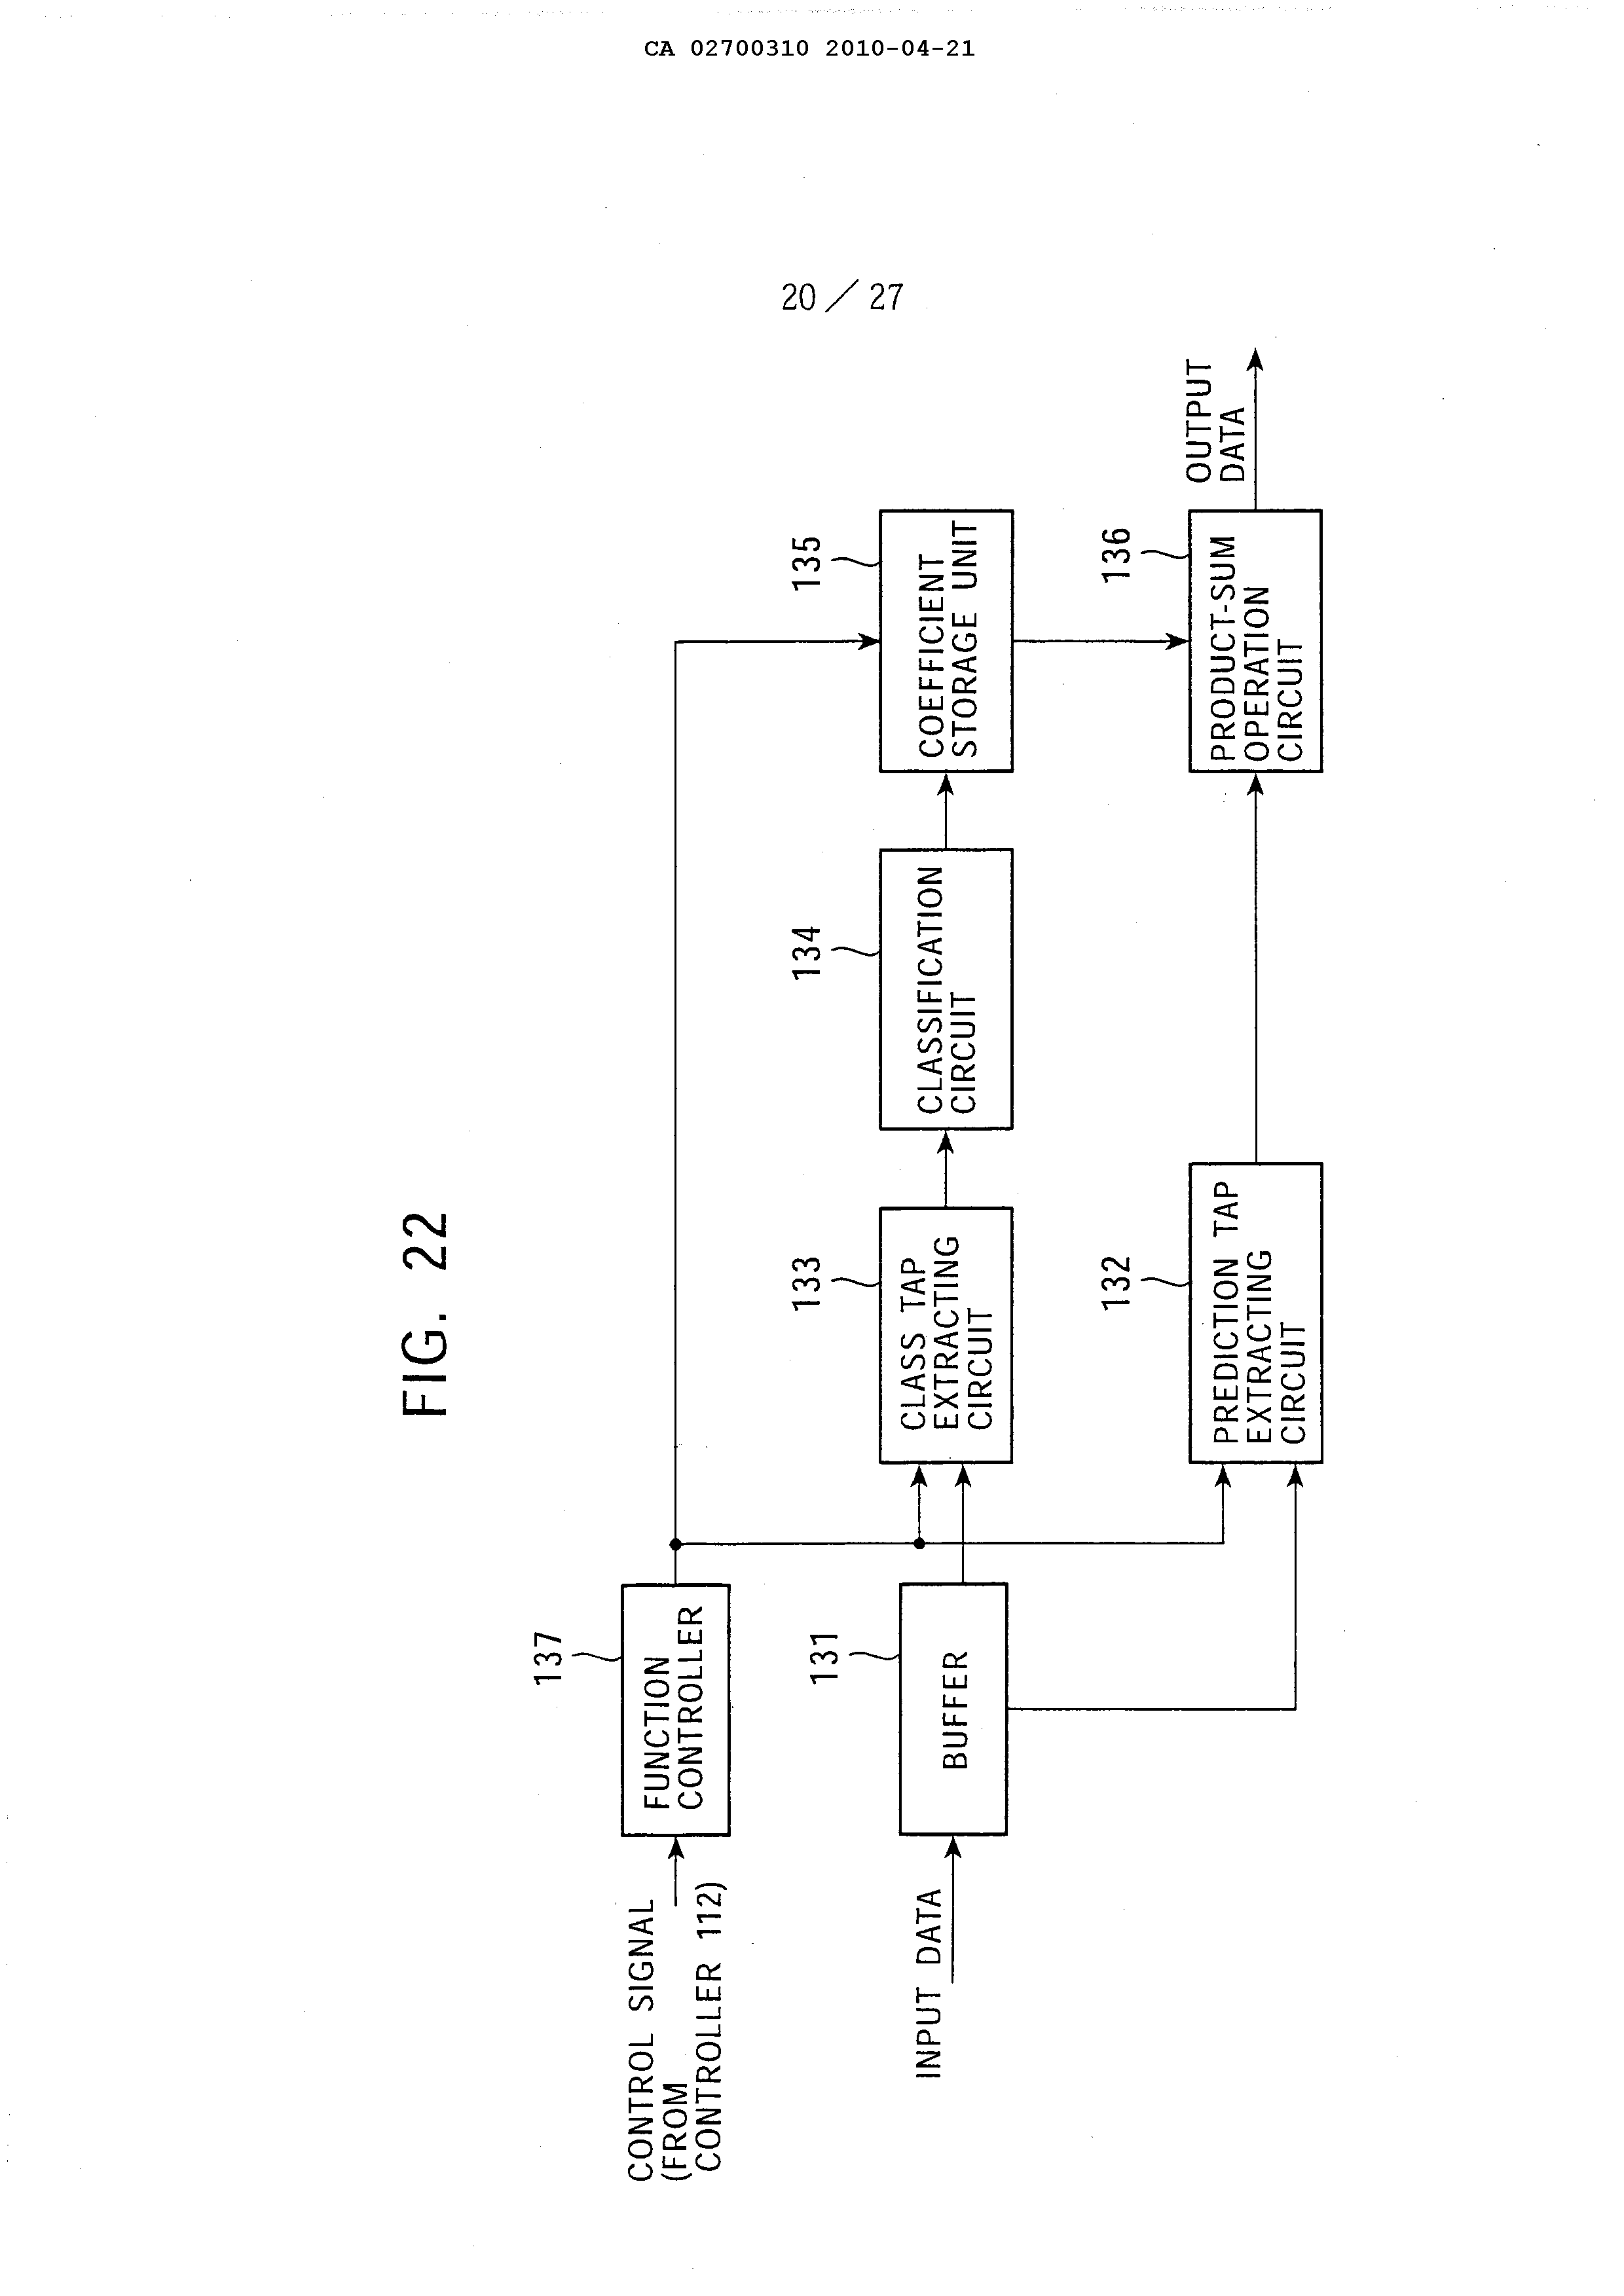 CA 02700310 2010-04-21
20 / 27
FIG. 22
CONTROL SIGNAL
(FROM
CONTROLLER 112)
137
FUNCTION
CONTROLLER
INPUT DATA
131
BUFFER
133
CLASS TAP
EXTRACTING
CIRCUIT
134
CLASSIFICATION
CIRCUIT
135
COEFFICIENT
STORAGE UNIT
132
PREDICTION TAP
EXTRACTING
CIRCUIT
136
PRODUCT-SUM
OPERATION
CIRCUIT
OUTPUT
DATA